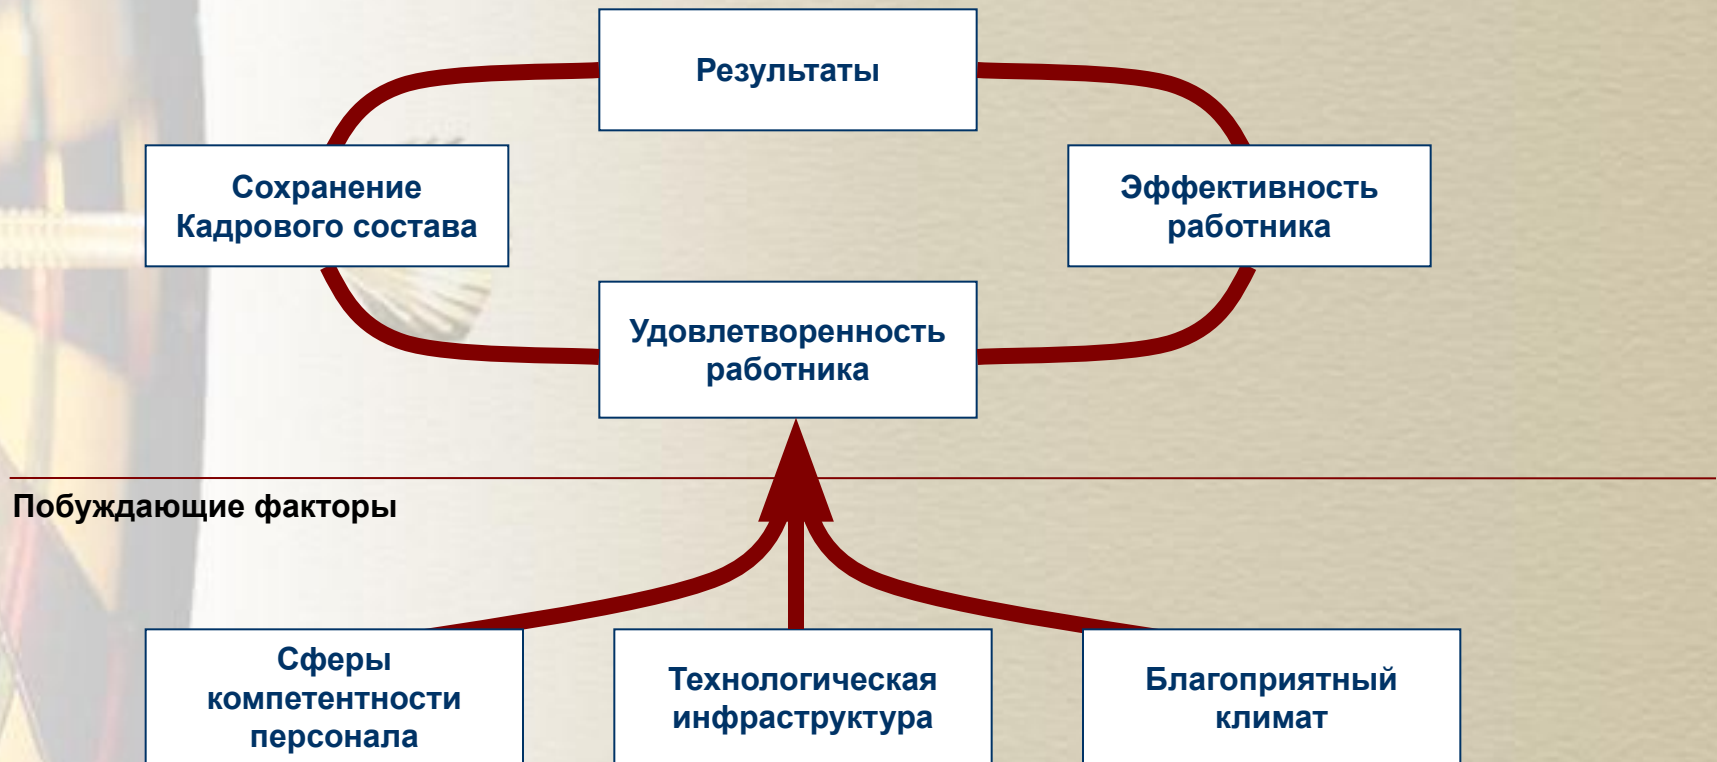 Результаты
Сохранение
Кадрового состава
Эффективность
работника
Удовлетворенность
работника
Побуждающие факторы
Сферы
компетентности
персонала
Технологическая
инфраструктура
Благоприятный
климат